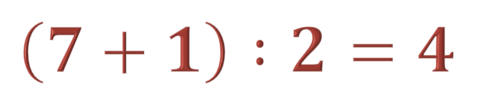 (7 + 1) : 2 = 4